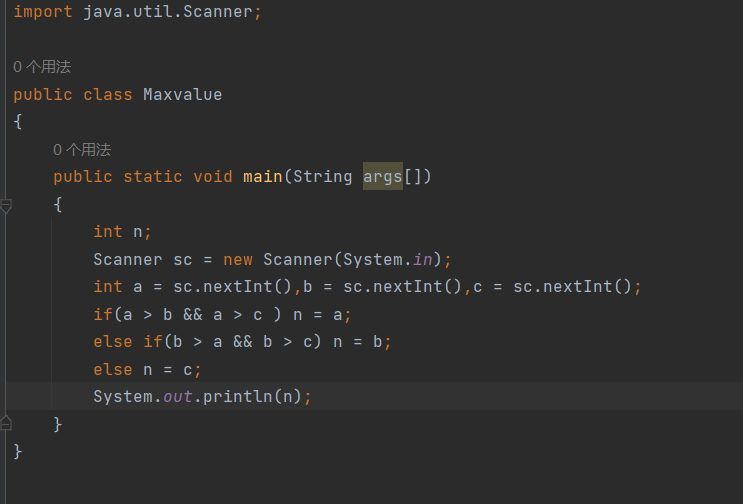 import java.util.Scanner;
0 个用法
public class Maxvalue
{
0 个用法
public static void main(String args[])
{
int n;
Scanner sc = new Scanner(System.in);
int a = sc.nextInt(),b = sc.nextInt(),c = sc.nextInt();
if(a > b && a > c ) n = a;
else if(b > a && b > c) n = b;
else n = c;
System.out.println(n);
}
}